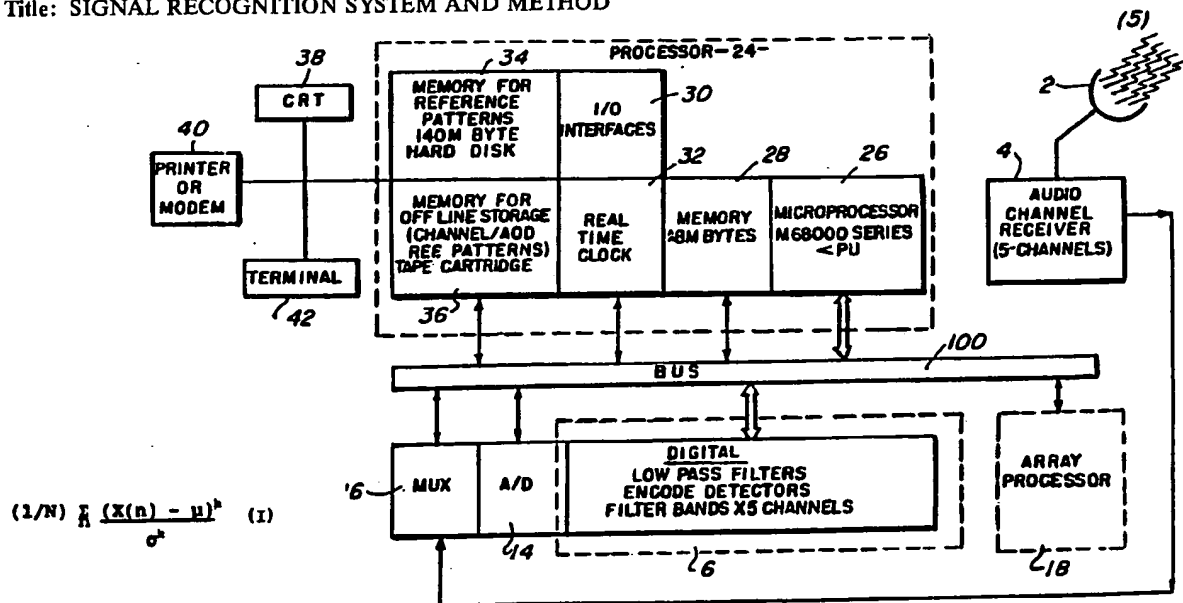 Title: SIGNAL RECOGNITION SYSTEM AND METHOD
(5)
PROCESSOR-24-
38
CRT
34
MEMORY FOR
REFERENCE
PATTERNS
140M BYTE
HARD DISK
I/O
INTERFACES
30
2
40
PRINTER
OR
MODEM
32
28
26
4
AUDIO
CHANNEL
RECEIVER
(5-CHANNELS)
MEMORY FOR
OFF LINE STORAGE
(CHANNEL/AOD
REE PATTERNS)
TAPE CARTRIDGE
REAL
TIME
CLOCK
MEMORY
28M BYTES
MICROPROCESSOR
M68000 SERIES
<PU
TERMINAL
42
36
BUS
100
'6
MUX
A/D
DIGITAL
LOW PASS FILTERS
ENCODE DETECTORS
FILTER BANDS X5 CHANNELS
ARRAY
PROCESSOR
14
6
18
(1/N) Σ (X(n) - μ)^k / σ^k (I)